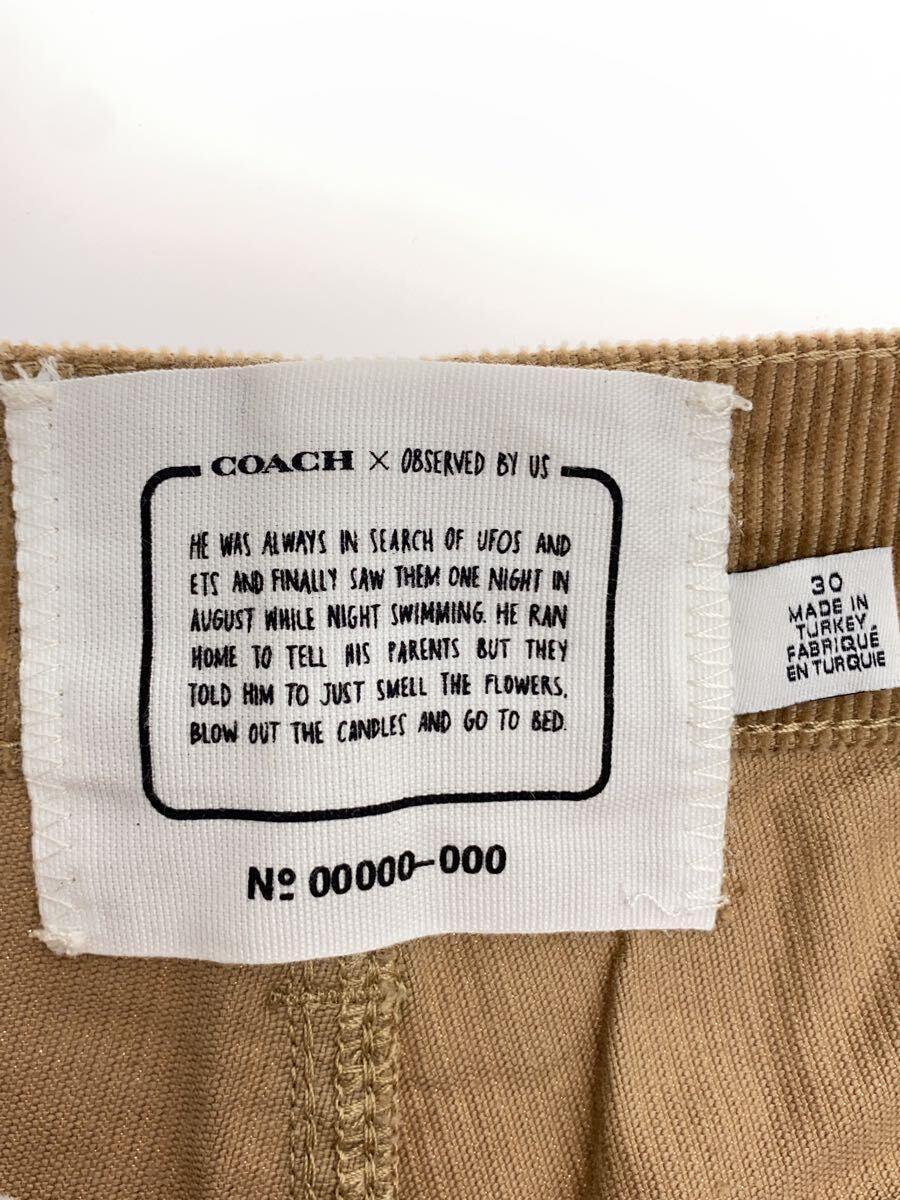 COACH × OBSERVED BY US
HE WAS ALWAYS IN SEARCH OF UFOS AND
ETS AND FINALLY SAW THEM ONE NIGHT IN
AUGUST WHILE NIGHT SWIMMING. HE RAN
HOME TO TELL HIS PARENTS BUT THEY
TOLD HIM TO JUST SMELL THE FLOWERS,
BLOW OUT THE CANDLES AND GO TO BED.
Nº 00000-000
30
MADE IN
TURKEY
FABRIQUÉ
EN TURQUIE